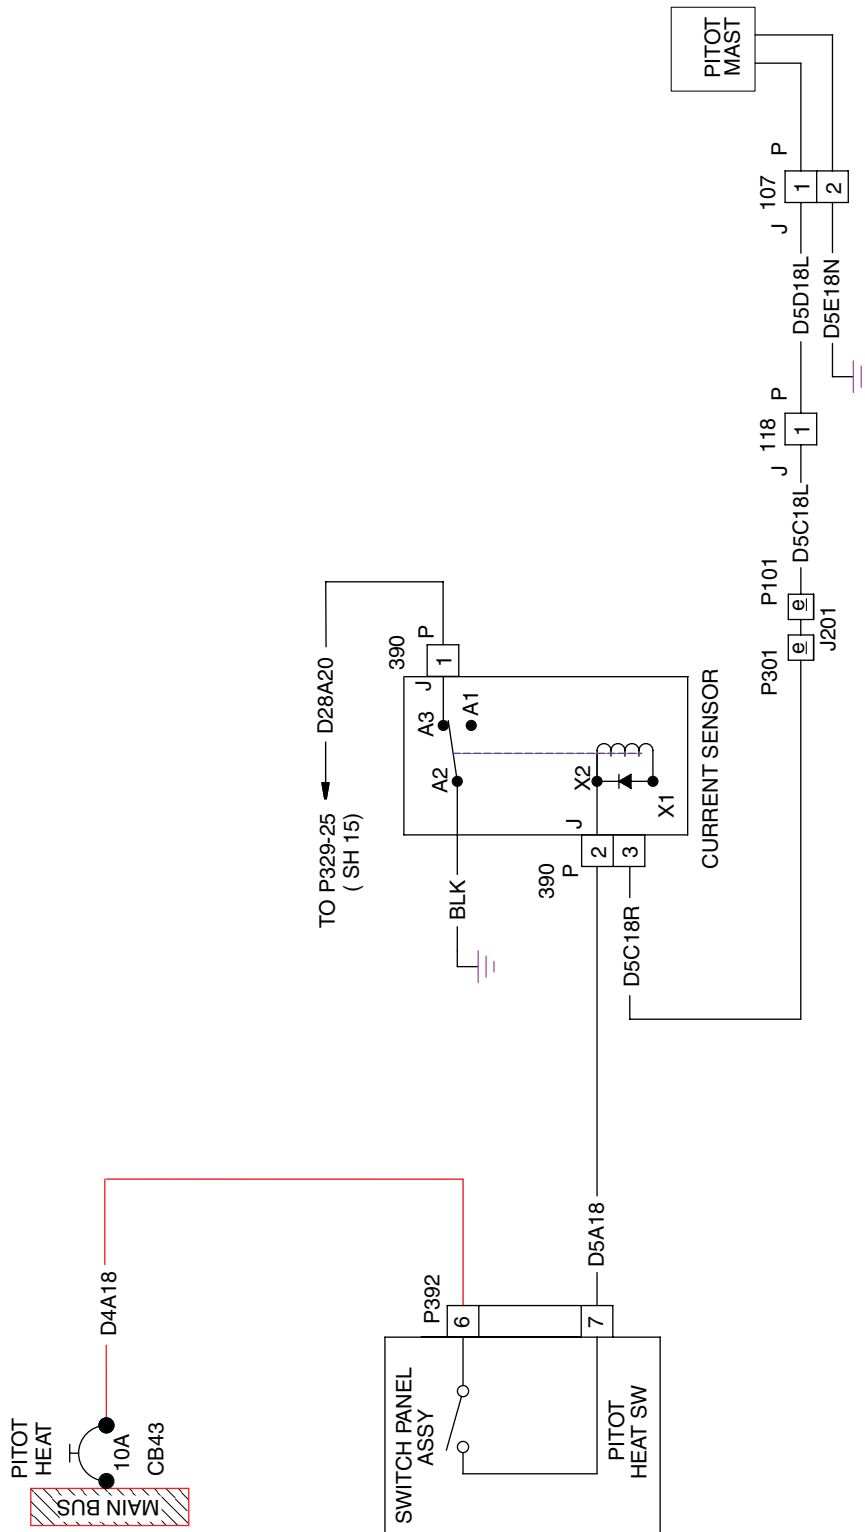 PITOT
HEAT
10A
CB43
MAIN BUS
D4A18
SWITCH PANEL
ASSY
PITOT
HEAT SW
P392
6
7
D5A18
TO P329-25
( SH 15)
D28A20
390
J
P
1
A3
A1
A2
BLK
X2
X1
J
390
P
2
3
CURRENT SENSOR
D5C18R
P301
e
J201
e
P101
D5C18L
J
118
P
1
D5D18L
D5E18N
J
107
P
1
2
PITOT
MAST